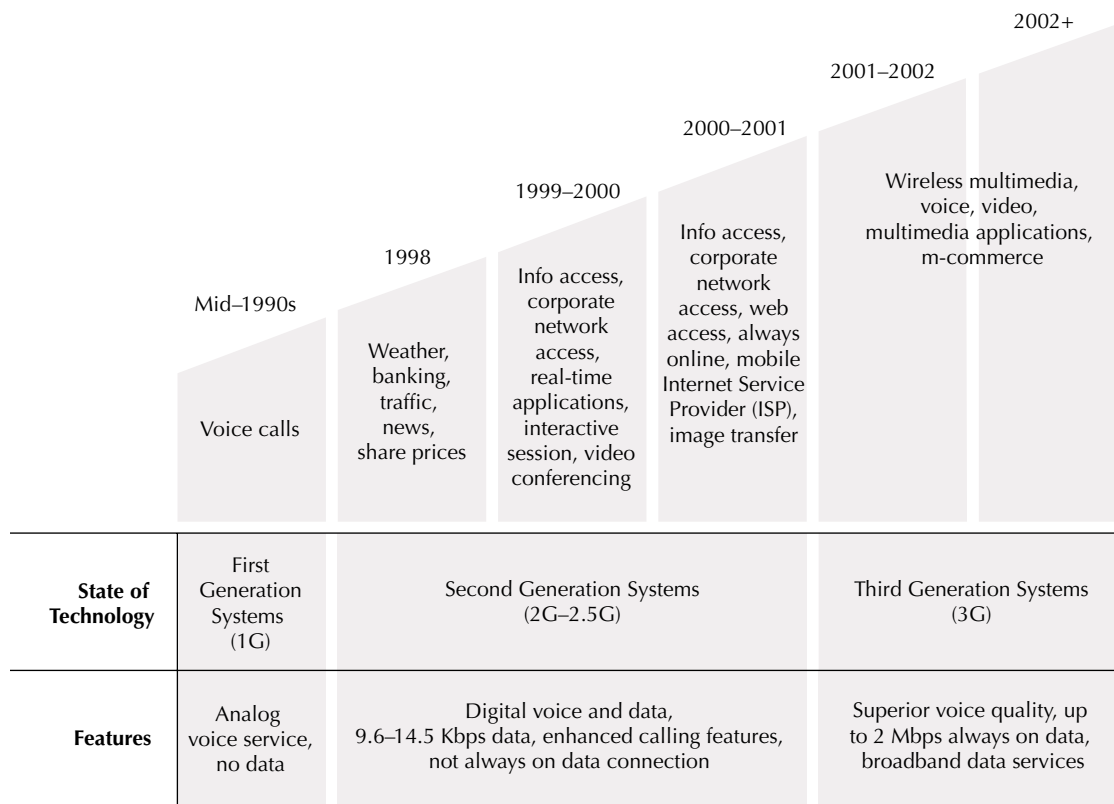 Mid–1990s
Voice calls
1998
Weather,
banking,
traffic,
news,
share prices
1999–2000
Info access,
corporate
network
access,
real-time
applications,
interactive
session, video
conferencing
2000–2001
Info access,
corporate
network
access, web
access, always
online, mobile
Internet Service
Provider (ISP),
image transfer
2001–2002
2002+
Wireless multimedia,
voice, video,
multimedia applications,
m-commerce
State of
Technology
First
Generation
Systems
(1G)
Second Generation Systems
(2G–2.5G)
Third Generation Systems
(3G)
Features
Analog
voice service,
no data
Digital voice and data,
9.6–14.5 Kbps data, enhanced calling features,
not always on data connection
Superior voice quality, up
to 2 Mbps always on data,
broadband data services